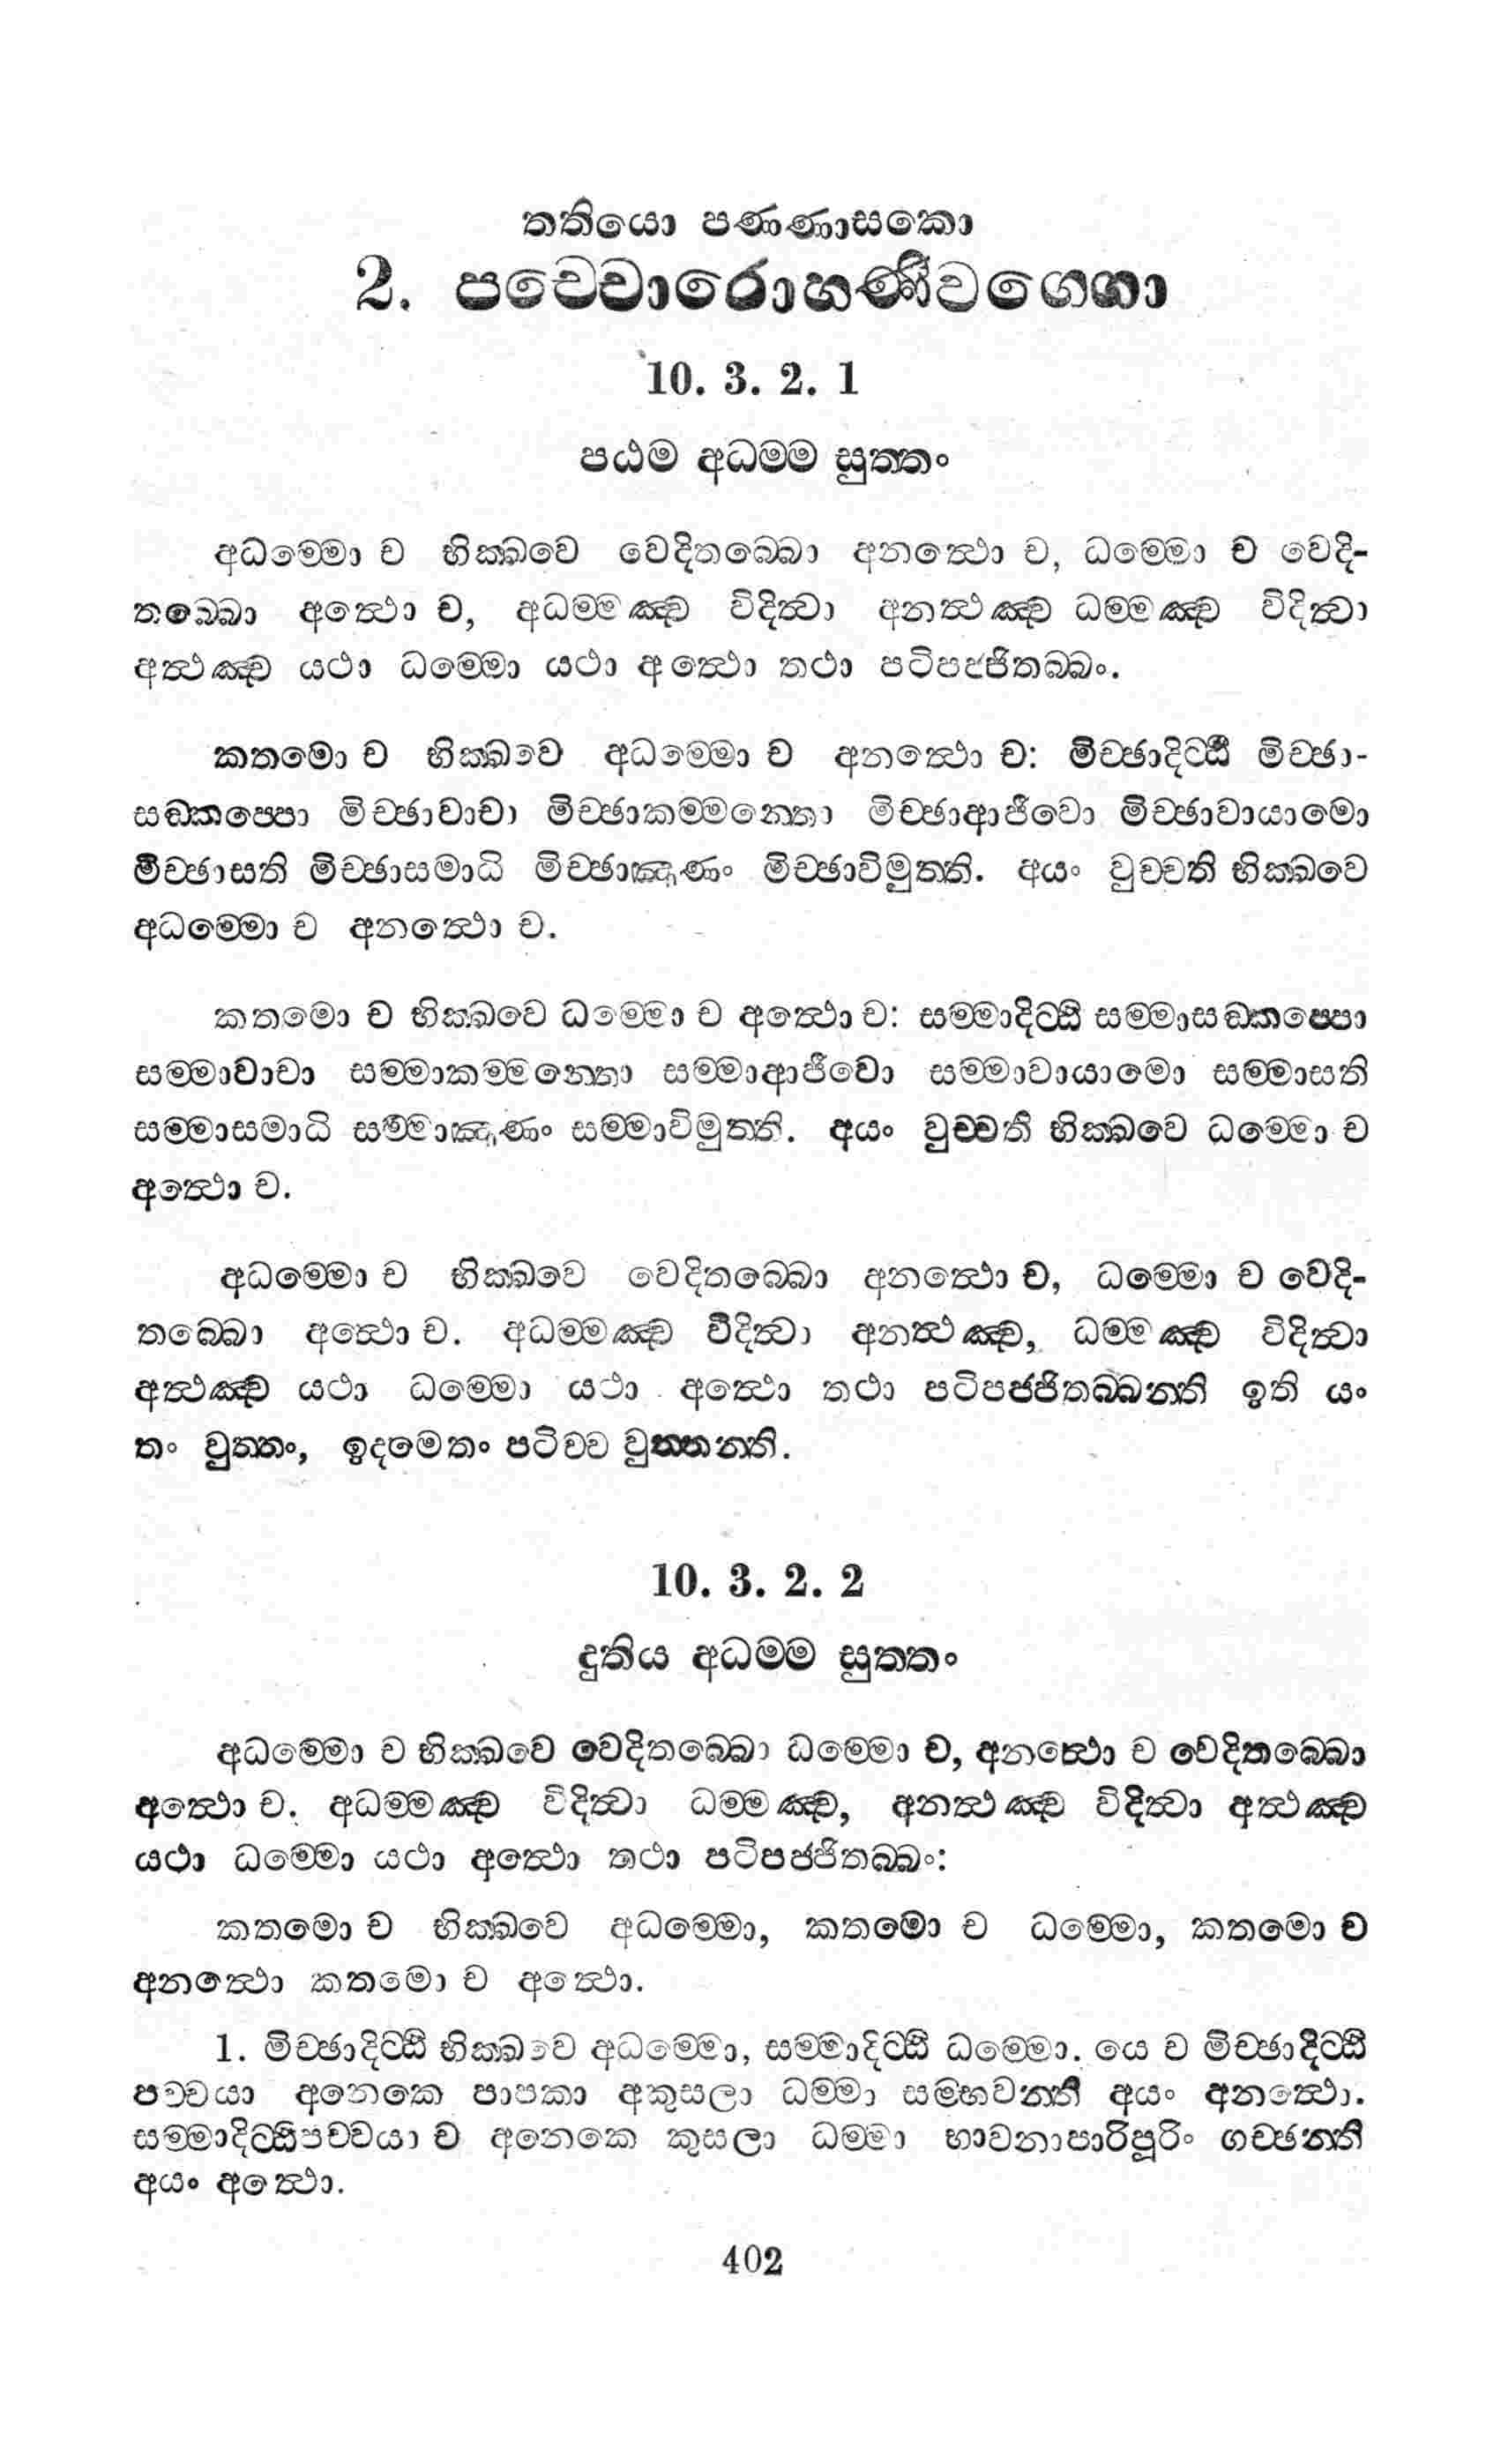 තතියො පණ්ණාසකො
2. පච්චොරොහණීවග්ගො
10. 3. 2. 1
පඨම අධම්ම සුත්තං
අධම්මො ච භික්ඛවෙ වෙදිතබ්බො අනත්ථො ච, ධම්මො ච වෙදි-
තබ්බො අත්ථො ච, අධම්මඤ්ච විදිත්වා අනත්ථඤ්ච ධම්මඤ්ච විදිත්වා
අත්ථඤ්ච යථා ධම්මො යථා අත්ථො තථා පටිපජ්ජිතබ්බං.
කතමො ච භික්ඛවෙ අධම්මො ච අනත්ථො ච: මිච්ඡාදිට්ඨි මිච්ඡා-
සඞ්කප්පො මිච්ඡාවාචා මිච්ඡාකම්මන්තො මිච්ඡාආජීවො මිච්ඡාවායාමො
මිච්ඡාසති මිච්ඡාසමාධි මිච්ඡාඤාණං මිච්ඡාවිමුත්ති. අයං වුච්චති භික්ඛවෙ
අධම්මො ච අනත්ථො ච.
කතමො ච භික්ඛවෙ ධම්මො ච අත්ථො ච: සම්මාදිට්ඨි සම්මාසඞ්කප්පො
සම්මාවාචා සම්මාකම්මන්තො සම්මාආජීවො සම්මාවායාමො සම්මාසති
සම්මාසමාධි සම්මාඤාණං සම්මාවිමුත්ති. අයං වුච්චති භික්ඛවෙ ධම්මො ච
අත්ථො ච.
අධම්මො ච භික්ඛවෙ වෙදිතබ්බො අනත්ථො ච, ධම්මො ච වෙදි-
තබ්බො අත්ථො ච. අධම්මඤ්ච විදිත්වා අනත්ථඤ්ච, ධම්මඤ්ච විදිත්වා
අත්ථඤ්ච යථා ධම්මො යථා අත්ථො තථා පටිපජ්ජිතබ්බන්ති ඉති යං
තං වුත්තං, ඉදමෙතං පටිච්ච වුත්තන්ති.
10. 3. 2. 2
දුතිය අධම්ම සුත්තං
අධම්මො ච භික්ඛවෙ වෙදිතබ්බො ධම්මො ච, අනත්ථො ච වෙදිතබ්බො
අත්ථො ච. අධම්මඤ්ච විදිත්වා ධම්මඤ්ච, අනත්ථඤ්ච විදිත්වා අත්ථඤ්ච
යථා ධම්මො යථා අත්ථො තථා පටිපජ්ජිතබ්බං:
කතමො ච භික්ඛවෙ අධම්මො, කතමො ච ධම්මො, කතමො ච
අනත්ථො කතමො ච අත්ථො.
1. මිච්ඡාදිට්ඨි භික්ඛවෙ අධම්මො, සම්මාදිට්ඨි ධම්මො. යෙ ච මිච්ඡාදිට්ඨි
පච්චයා අනෙකෙ පාපකා අකුසලා ධම්මා සම්භවන්ති අයං අනත්ථො.
සම්මාදිට්ඨිපච්චයා ච අනෙකෙ කුසලා ධම්මා භාවනාපාරිපූරිං ගච්ඡන්ති
අයං අත්ථො.
402